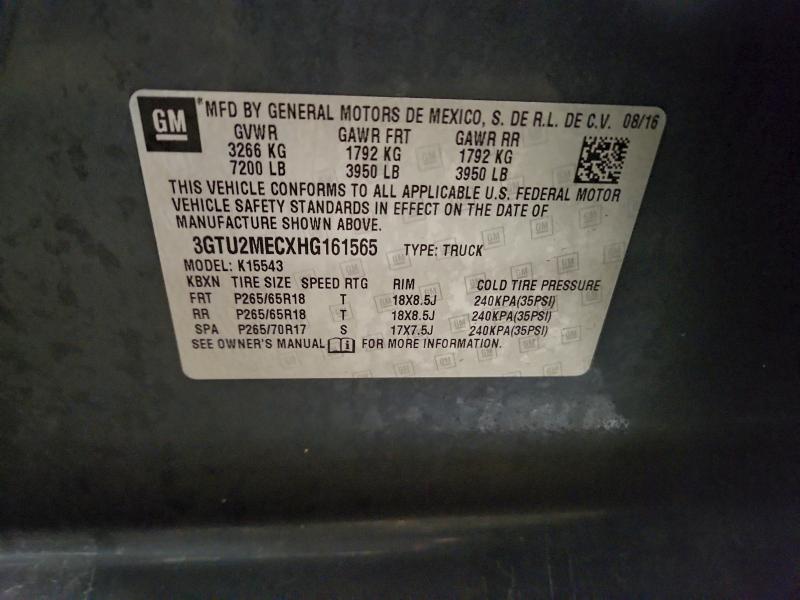 GM
MFD BY GENERAL MOTORS DE MEXICO, S. DE R.L. DE C.V. 08/16
GVWR GAWR FRT GAWR RR
3266 KG 1792 KG 1792 KG
7200 LB 3950 LB 3950 LB
THIS VEHICLE CONFORMS TO ALL APPLICABLE U.S. FEDERAL MOTOR
VEHICLE SAFETY STANDARDS IN EFFECT ON THE DATE OF
MANUFACTURE SHOWN ABOVE.
3GTU2MECXHG161565 TYPE: TRUCK
MODEL: K15543
KBXN TIRE SIZE SPEED RTG RIM COLD TIRE PRESSURE
FRT P265/65R18 T 18X8.5J 240KPA(35PSI)
RR P265/65R18 T 18X8.5J 240KPA(35PSI)
SPA P265/70R17 S 17X7.5J 240KPA(35PSI)
SEE OWNER'S MANUAL FOR MORE INFORMATION.